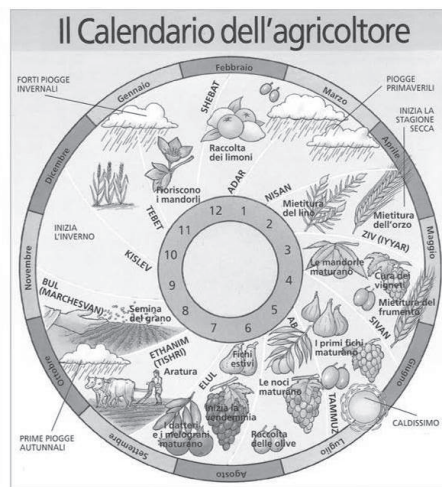 Il Calendario dell'agricoltore
FORTI PIOGGE
INVERNALI
PIOGGE
PRIMAVERILI
INIZIA LA
STAGIONE
SECCA
CALDISSIMO
PRIME PIOGGE
AUTUNNALI
INIZIA
L'INVERNO
Gennaio
Febbraio
Marzo
Aprile
Maggio
Giugno
Luglio
Agosto
Settembre
Ottobre
Novembre
Dicembre
SHEBAT
ADAR
NISAN
ZIV (IYYAR)
SIVAN
TAMMUZ
AB
ELUL
ETHANIM
(TISHRI)
BUL
(MARCHESVAN)
KISLEV
TEBET
Raccolta
dei limoni
Fioriscono
i mandorli
Mietitura
del lino
Mietitura
dell'orzo
Le mandorle
maturano
Cura dei
vigneti
Mietitura del
frumento
I primi fichi
maturano
Le noci
maturano
Fichi
estivi
Raccolta
delle olive
Inizia la
vendemmia
I datteri
e i melograni
maturano
Aratura
Semina
del grano
12 1 2 3 4 5 6 7 8 9 10 11